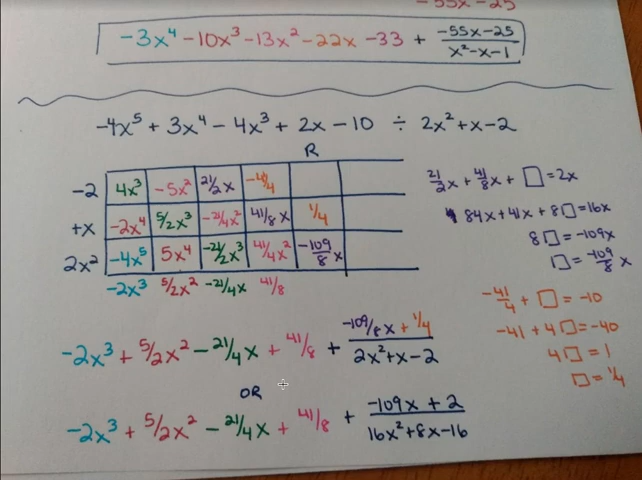 -55x-25
-3x⁴ -10x³ -13x² -22x -33 + (-55x-25)/(x²-x-1)
-4x⁵ + 3x⁴ - 4x³ + 2x - 10 ÷ 2x² + x - 2
R
-2 4x³ -5x² 21/2x -41/4
+x -2x⁴ 5/2x³ -21/4x² 41/8x 1/4
2x² -4x⁵ 5x⁴ -21/2x³ 41/4x² -109/8x
-2x³ 5/2x² -21/4x 41/8
21/2x + 41/8x + □ = 2x
84x + 41x + 8□ = 16x
8□ = -109x
□ = -109/8x
-41/4 + □ = -10
-41 + 4□ = -40
4□ = 1
□ = 1/4
-2x³ + 5/2x² - 21/4x + 41/8 + (-109/8x + 1/4)/(2x²+x-2)
OR
-2x³ + 5/2x² - 21/4x + 41/8 + (-109x + 2)/(16x²+8x-16)